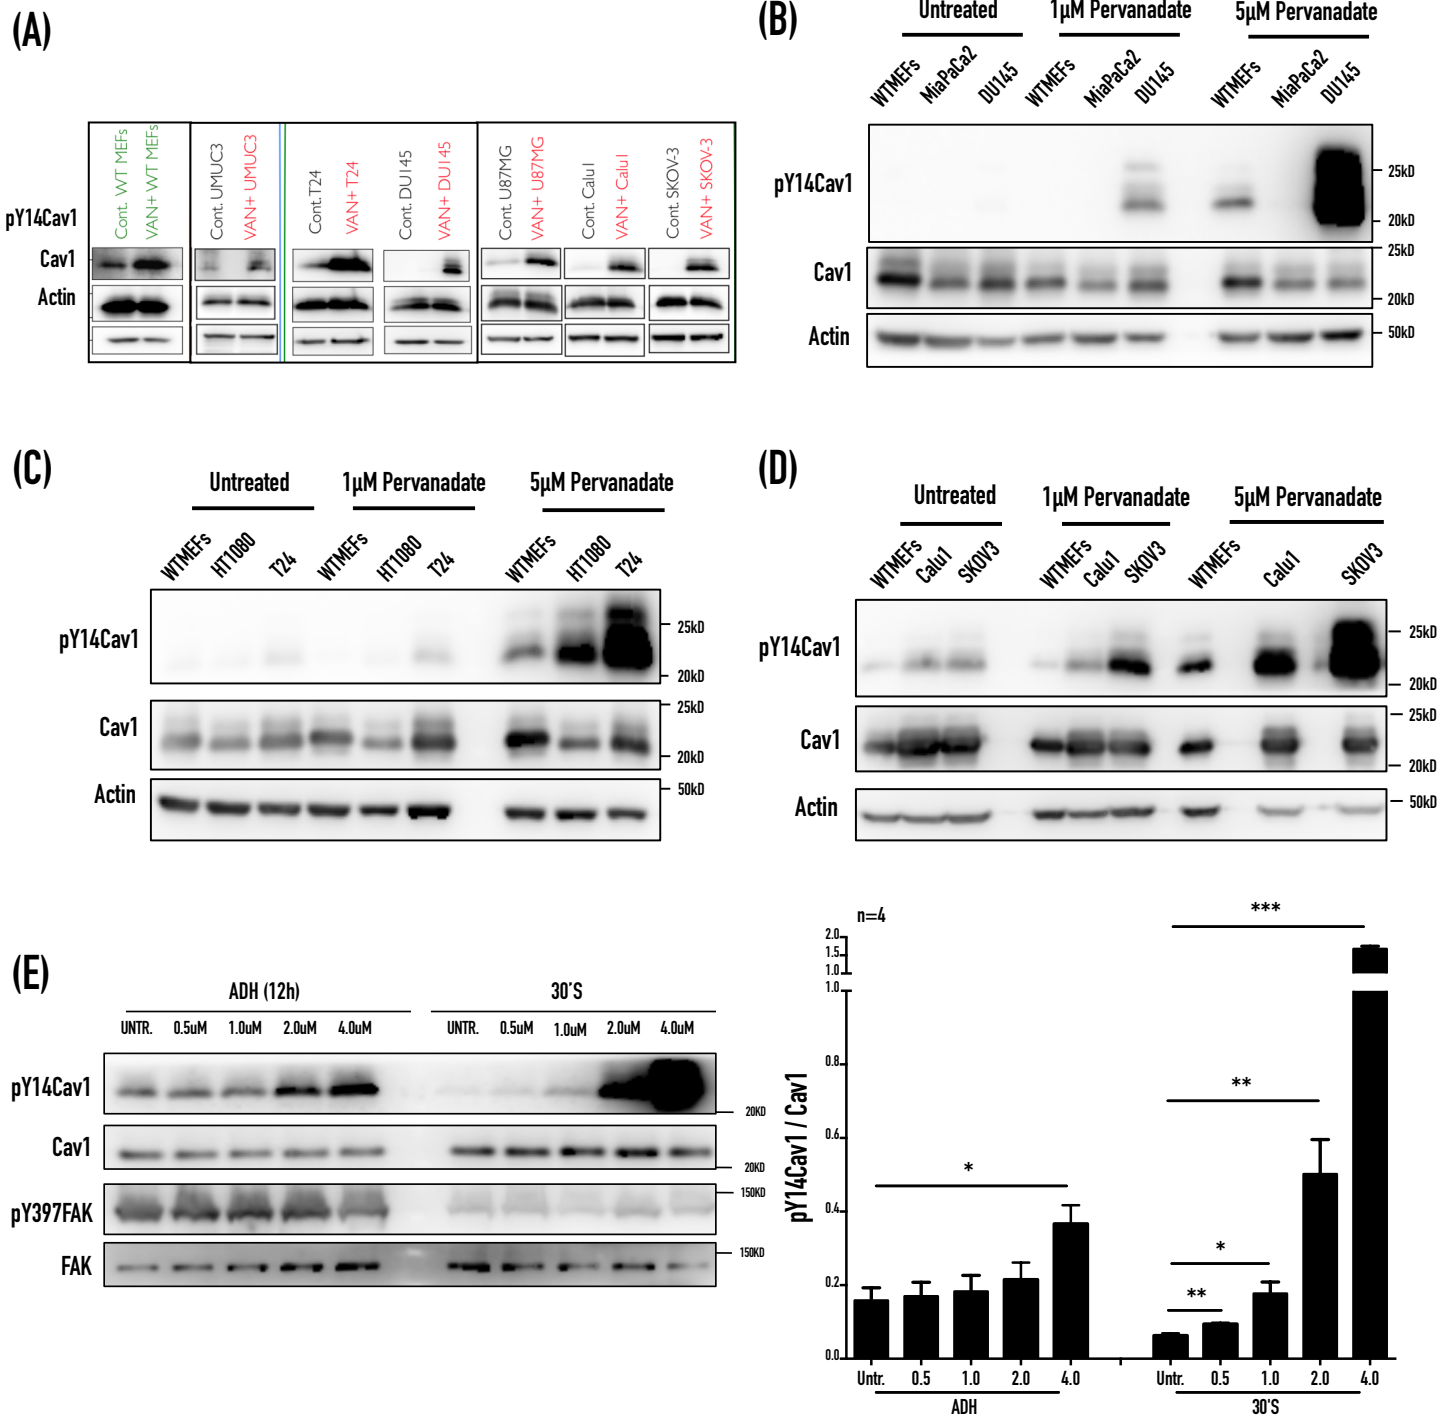 (A)
Cont. WT MEFs
VAN+ WT MEFs
Cont. UMUC3
VAN+ UMUC3
Cont. T24
VAN+ T24
Cont. DU145
VAN+ DU145
Cont. U87MG
VAN+ U87MG
Cont. Calu1
VAN+ Calu1
Cont. SKOV-3
VAN+ SKOV-3
pY14Cav1
Cav1
Actin
(B)
Untreated 1µM Pervanadate 5µM Pervanadate
WTMEFs MiaPaCa2 DU145 WTMEFs MiaPaCa2 DU145 WTMEFs MiaPaCa2 DU145
pY14Cav1
25kD
20kD
Cav1
25kD
20kD
Actin
50kD
(C)
Untreated 1µM Pervanadate 5µM Pervanadate
WTMEFs HT1080 T24 WTMEFs HT1080 T24 WTMEFs HT1080 T24
pY14Cav1
25kD
20kD
Cav1
25kD
20kD
Actin
50kD
(D)
Untreated 1µM Pervanadate 5µM Pervanadate
WTMEFs Calu1 SKOV3 WTMEFs Calu1 SKOV3 WTMEFs Calu1 SKOV3
pY14Cav1
25kD
20kD
Cav1
25kD
20kD
Actin
50kD
(E)
ADH (12h) 30'S
UNTR. 0.5uM 1.0uM 2.0uM 4.0uM UNTR. 0.5uM 1.0uM 2.0uM 4.0uM
pY14Cav1
20KD
Cav1
20KD
pY397FAK
150KD
FAK
150KD
n=4
***
2.0
1.5
1.0
1.0
0.8
0.6
0.4
0.2
0.0
pY14Cav1 / Cav1
**
*
*
**
Untr. 0.5 1.0 2.0 4.0 Untr. 0.5 1.0 2.0 4.0
ADH 30'S